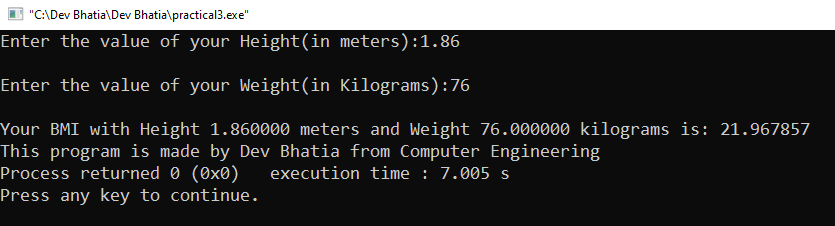 "C:\Dev Bhatia\Dev Bhatia\practical3.exe"
Enter the value of your Height(in meters):1.86
Enter the value of your Weight(in Kilograms):76
Your BMI with Height 1.860000 meters and Weight 76.000000 kilograms is: 21.967857
This program is made by Dev Bhatia from Computer Engineering
Process returned 0 (0x0)   execution time : 7.005 s
Press any key to continue.